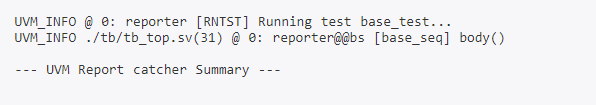 UVM_INFO @ 0: reporter [RNTST] Running test base_test...
UVM_INFO ./tb/tb_top.sv(31) @ 0: reporter@@bs [base_seq] body()
--- UVM Report catcher Summary ---